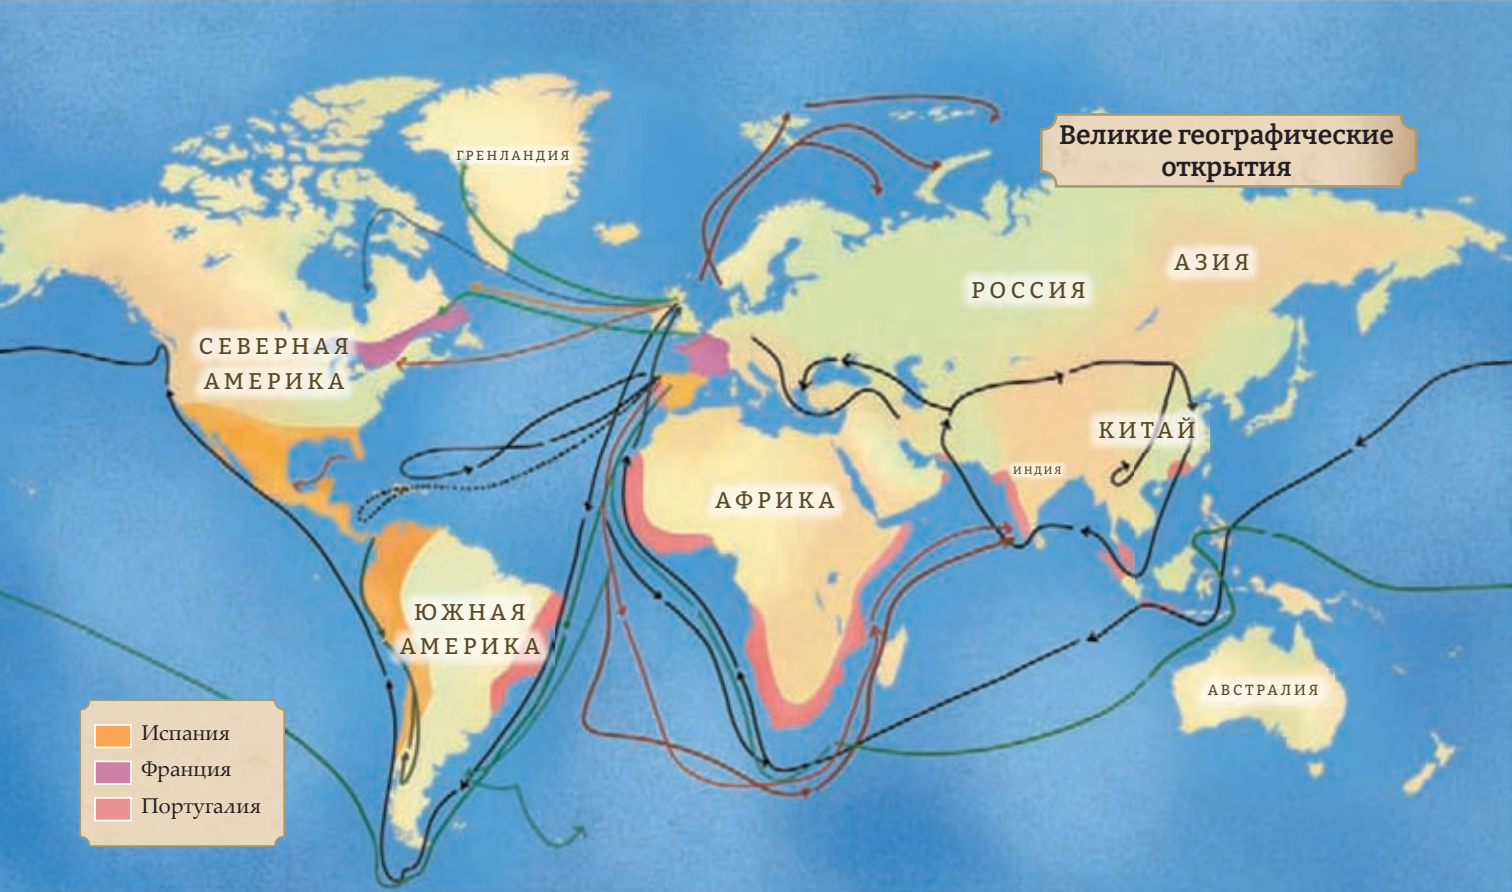 Великие географические
открытия
ГРЕНЛАНДИЯ
АЗИЯ
РОССИЯ
СЕВЕРНАЯ
АМЕРИКА
КИТАЙ
ИНДИЯ
АФРИКА
ЮЖНАЯ
АМЕРИКА
АВСТРАЛИЯ
Испания
Франция
Португалия